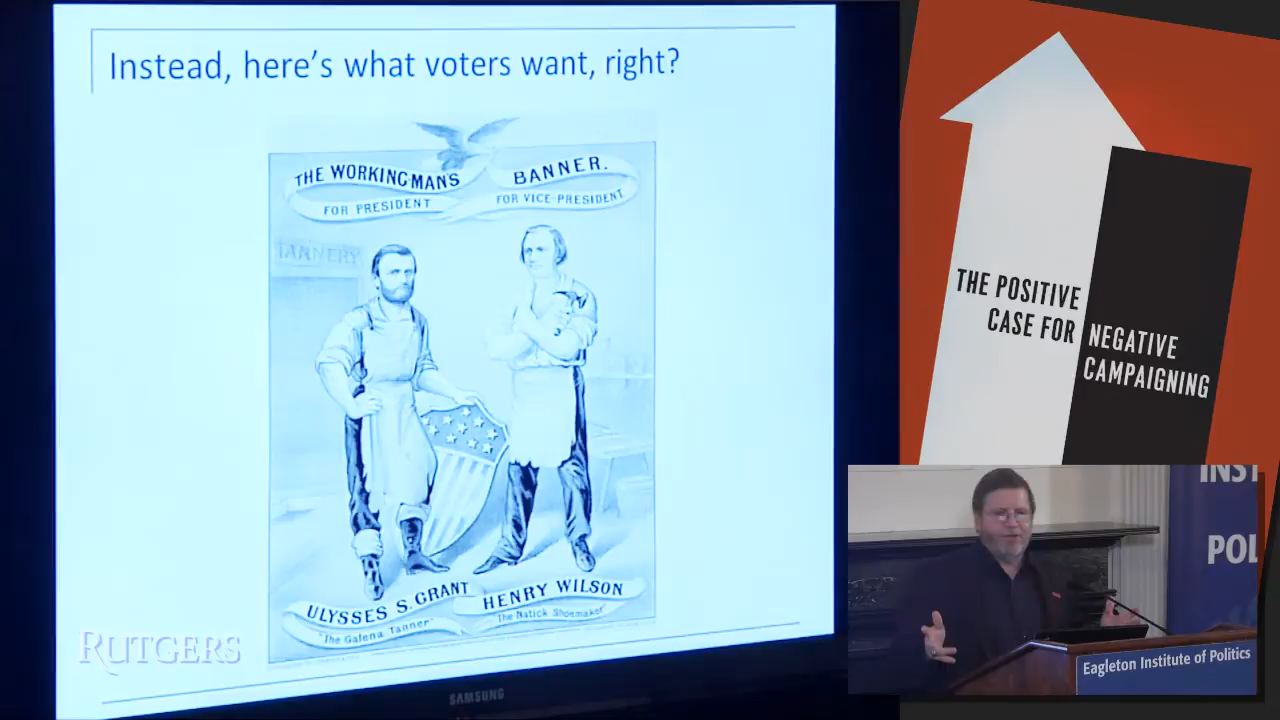 Instead, here's what voters want, right?
THE WORKINGMANS BANNER.
FOR PRESIDENT FOR VICE-PRESIDENT
TANNERY
ULYSSES S. GRANT HENRY WILSON
"The Galena Tanner" "The Natick Shoemaker"
RUTGERS
SAMSUNG
THE POSITIVE
CASE FOR
NEGATIVE
CAMPAIGNING
INST
POL
Eagleton Institute of Politics